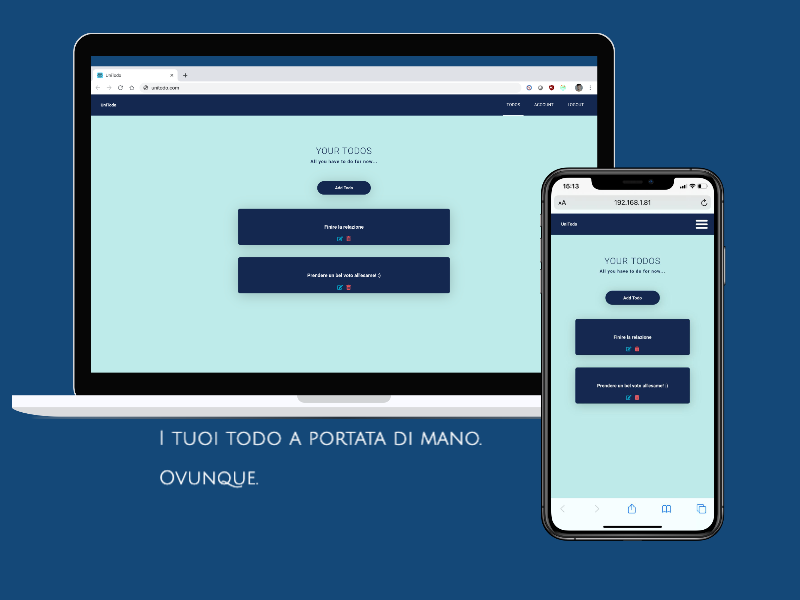 UniTodo
unitodo.com
UniTodo
TODOS
ACCOUNT
LOGOUT
YOUR TODOS
All you have to do for now...
Add Todo
Finire la relazione
Prendere un bel voto all'esame! :)
16:13
AA
192.168.1.81
UniTodo
YOUR TODOS
All you have to do for now...
Add Todo
Finire la relazione
Prendere un bel voto all'esame! :)
I tuoi todo a portata di mano.
Ovunque.